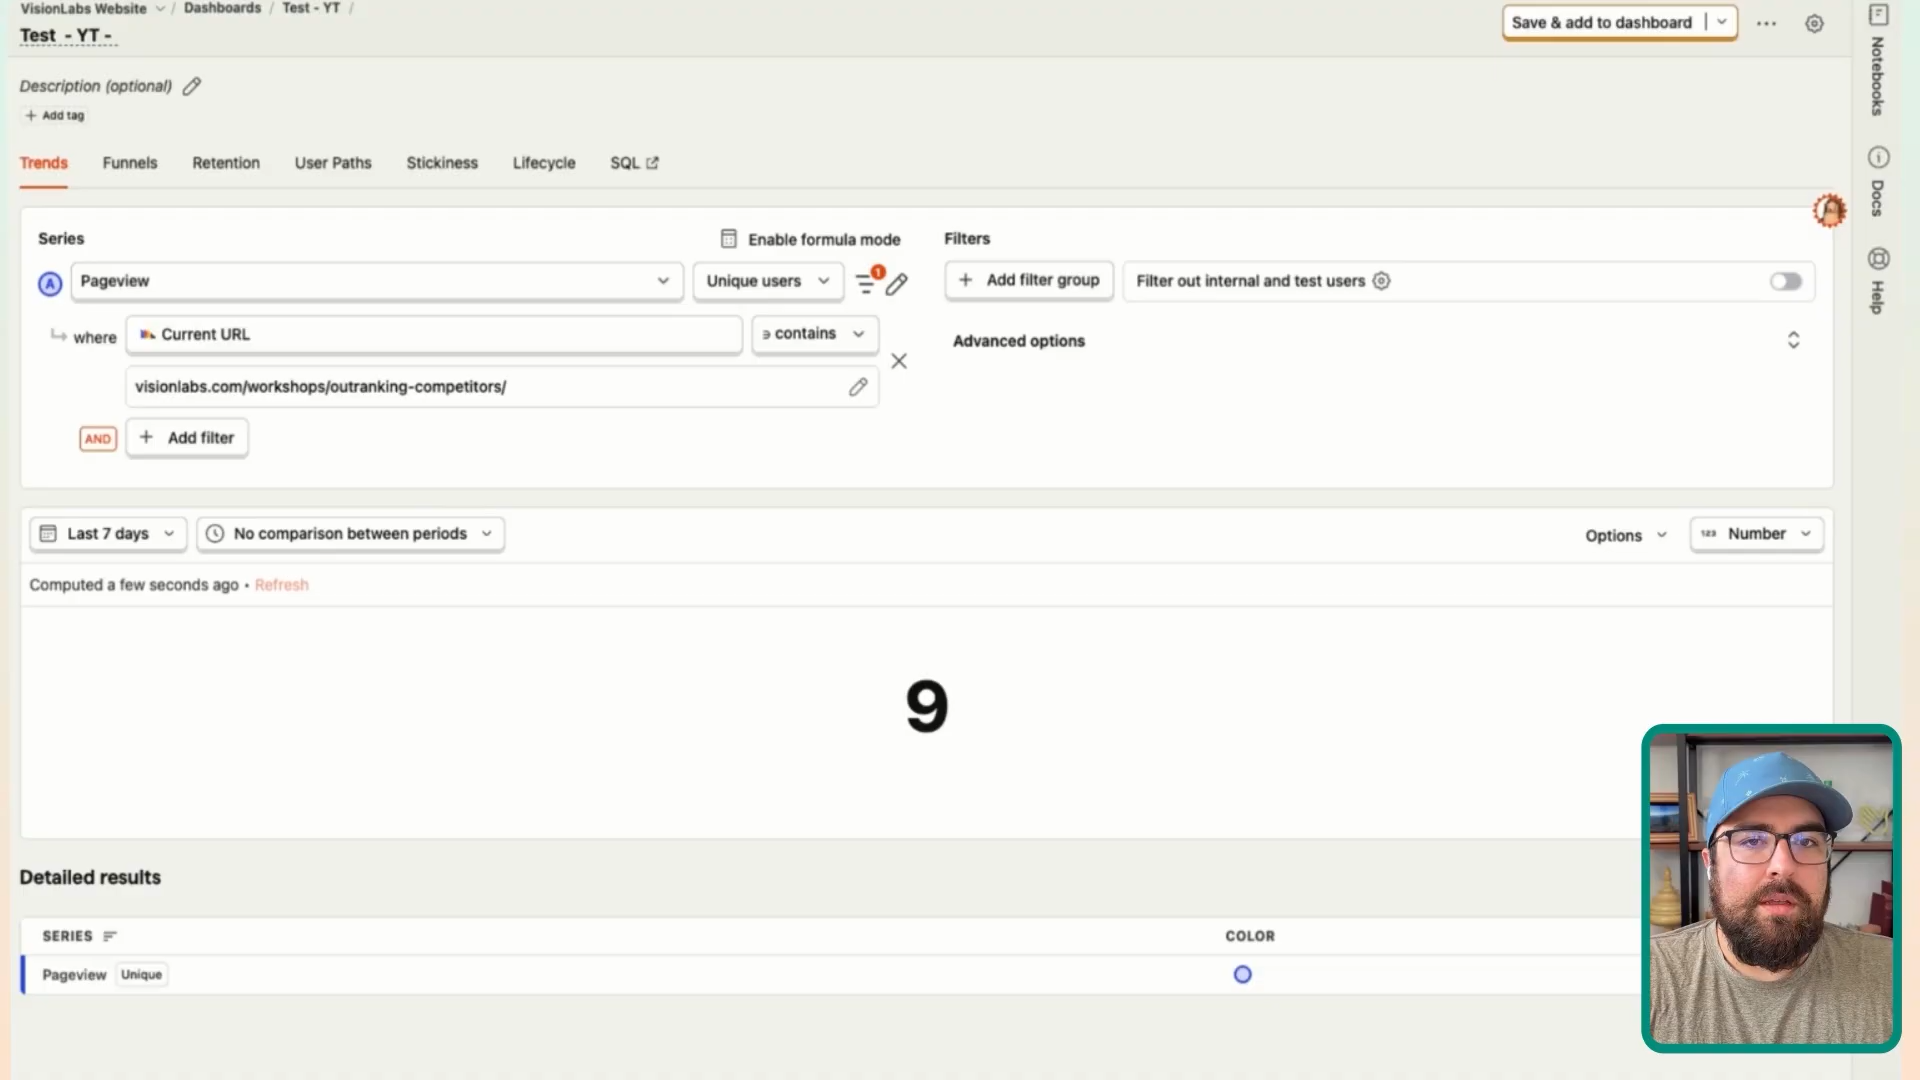 VisionLabs Website / Dashboards / Test - YT /
Test - YT -
Save & add to dashboard
Description (optional)
Add tag
Trends Funnels Retention User Paths Stickiness Lifecycle SQL
Series
Enable formula mode
A Pageview Unique users 1
where Current URL ∋ contains
visionlabs.com/workshops/outranking-competitors/
AND + Add filter
Filters
+ Add filter group
Filter out internal and test users
Advanced options
Last 7 days No comparison between periods
Options 123 Number
Computed a few seconds ago • Refresh
9
Detailed results
SERIES COLOR
Pageview Unique
Notebooks
Docs
Help